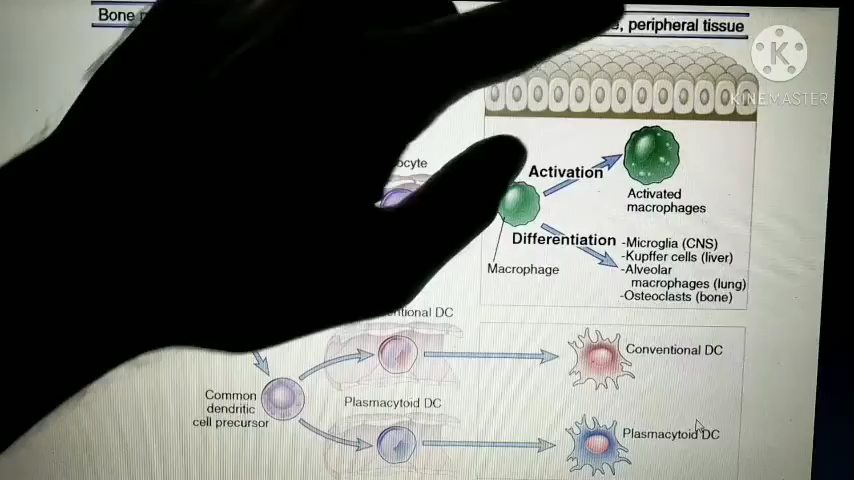 Bone
, peripheral tissue
K
KINEMASTER
ocyte
Activation
Activated
macrophages
Differentiation
-Microglia (CNS)
-Kupffer cells (liver)
-Alveolar
macrophages (lung)
-Osteoclasts (bone)
Macrophage
ntional DC
Conventional DC
Common
dendritic
cell precursor
Plasmacytoid DC
Plasmacytoid DC